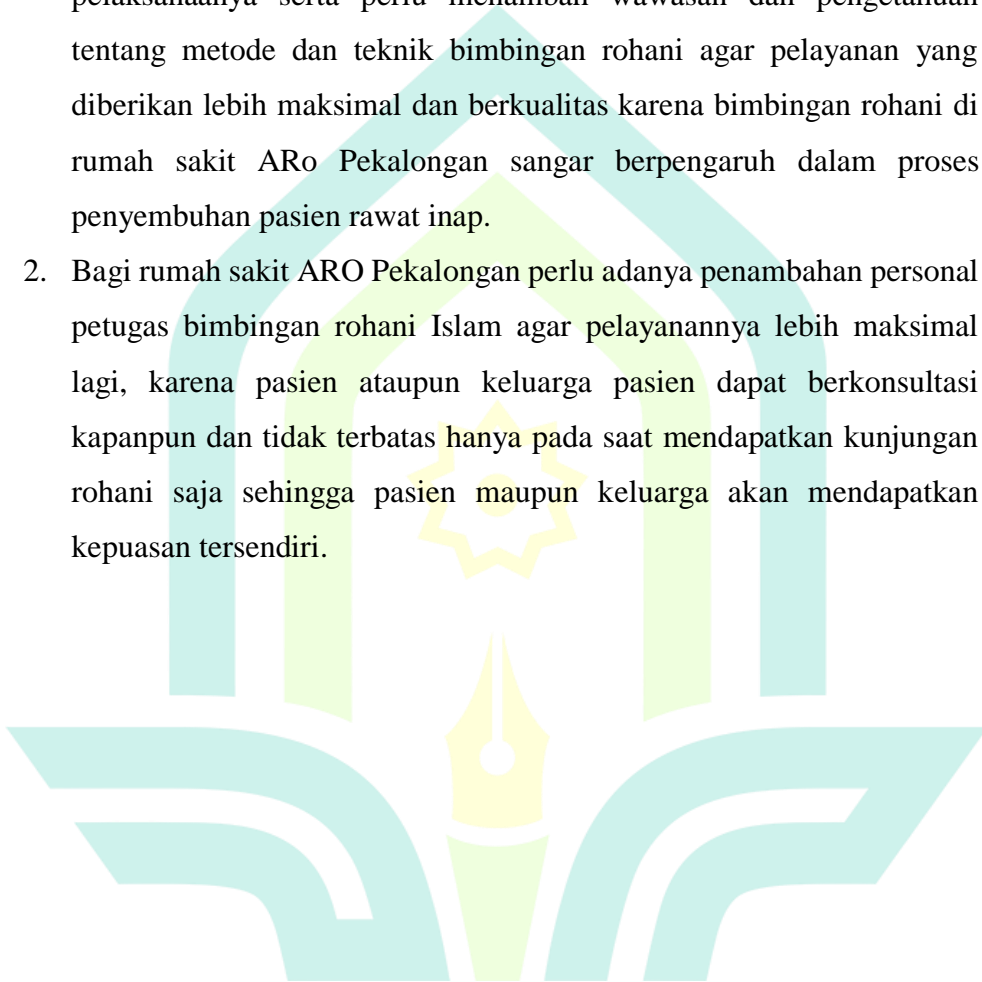 pelaksanaanya serta perlu menambah wawasan dan pengetahuan
tentang metode dan teknik bimbingan rohani agar pelayanan yang
diberikan lebih maksimal dan berkualitas karena bimbingan rohani di
rumah sakit ARo Pekalongan sangar berpengaruh dalam proses
penyembuhan pasien rawat inap.
2. Bagi rumah sakit ARO Pekalongan perlu adanya penambahan personal
petugas bimbingan rohani Islam agar pelayanannya lebih maksimal
lagi, karena pasien ataupun keluarga pasien dapat berkonsultasi
kapanpun dan tidak terbatas hanya pada saat mendapatkan kunjungan
rohani saja sehingga pasien maupun keluarga akan mendapatkan
kepuasan tersendiri.